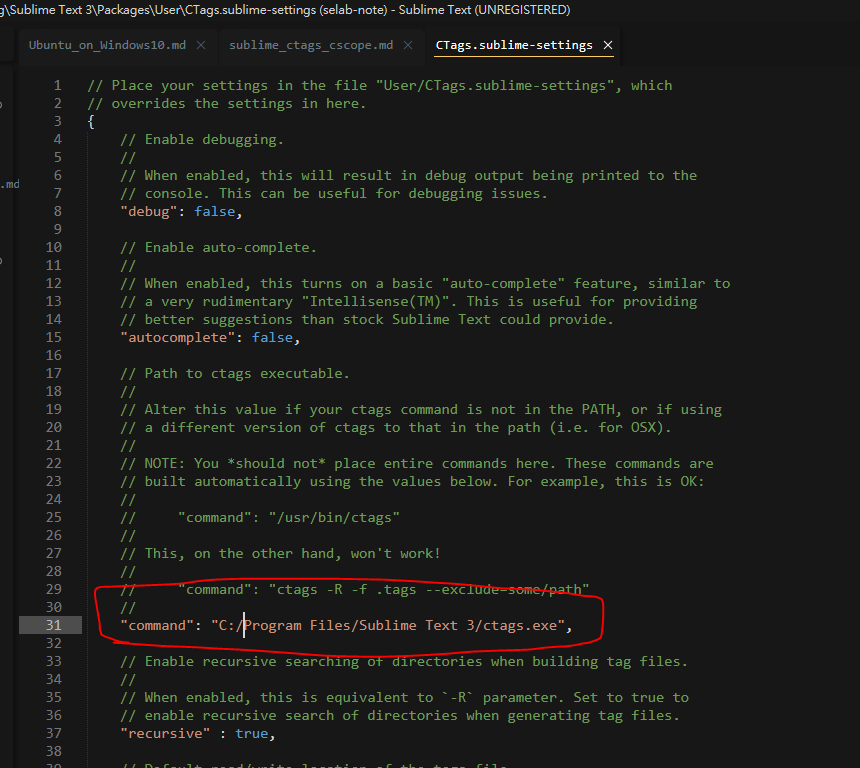 g\Sublime Text 3\Packages\User\CTags.sublime-settings (selab-note) - Sublime Text (UNREGISTERED)
Ubuntu_on_Windows10.md × sublime_ctags_cscope.md × CTags.sublime-settings ×
.md
1 // Place your settings in the file "User/CTags.sublime-settings", which
2 // overrides the settings in here.
3 {
4 // Enable debugging.
5 //
6 // When enabled, this will result in debug output being printed to the
7 // console. This can be useful for debugging issues.
8 "debug": false,
9
10 // Enable auto-complete.
11 //
12 // When enabled, this turns on a basic "auto-complete" feature, similar to
13 // a very rudimentary "Intellisense(TM)". This is useful for providing
14 // better suggestions than stock Sublime Text could provide.
15 "autocomplete": false,
16
17 // Path to ctags executable.
18 //
19 // Alter this value if your ctags command is not in the PATH, or if using
20 // a different version of ctags to that in the path (i.e. for OSX).
21 //
22 // NOTE: You *should not* place entire commands here. These commands are
23 // built automatically using the values below. For example, this is OK:
24 //
25 // "command": "/usr/bin/ctags"
26 //
27 // This, on the other hand, won't work!
28 //
29 // "command": "ctags -R -f .tags --exclude=some/path"
30 //
31 "command": "C:/Program Files/Sublime Text 3/ctags.exe",
32
33 // Enable recursive searching of directories when building tag files.
34 //
35 // When enabled, this is equivalent to `-R` parameter. Set to true to
36 // enable recursive search of directories when generating tag files.
37 "recursive" : true,
38
39 // Default read/write location of the tags file.